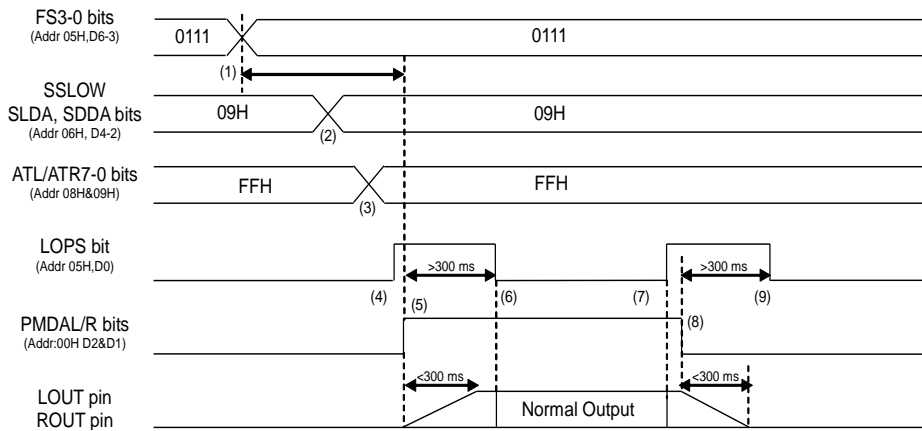 FS3-0 bits
(Addr 05H,D6-3)
0111
0111
(1)
SSLOW
SLDA, SDDA bits
(Addr 06H, D4-2)
09H
09H
(2)
ATL/ATR7-0 bits
(Addr 08H&09H)
FFH
FFH
(3)
LOPS bit
(Addr 05H,D0)
>300 ms
>300 ms
(4)
(5)
(6)
(7)
(8)
(9)
PMDAL/R bits
(Addr:00H D2&D1)
<300 ms
<300 ms
LOUT pin
ROUT pin
Normal Output